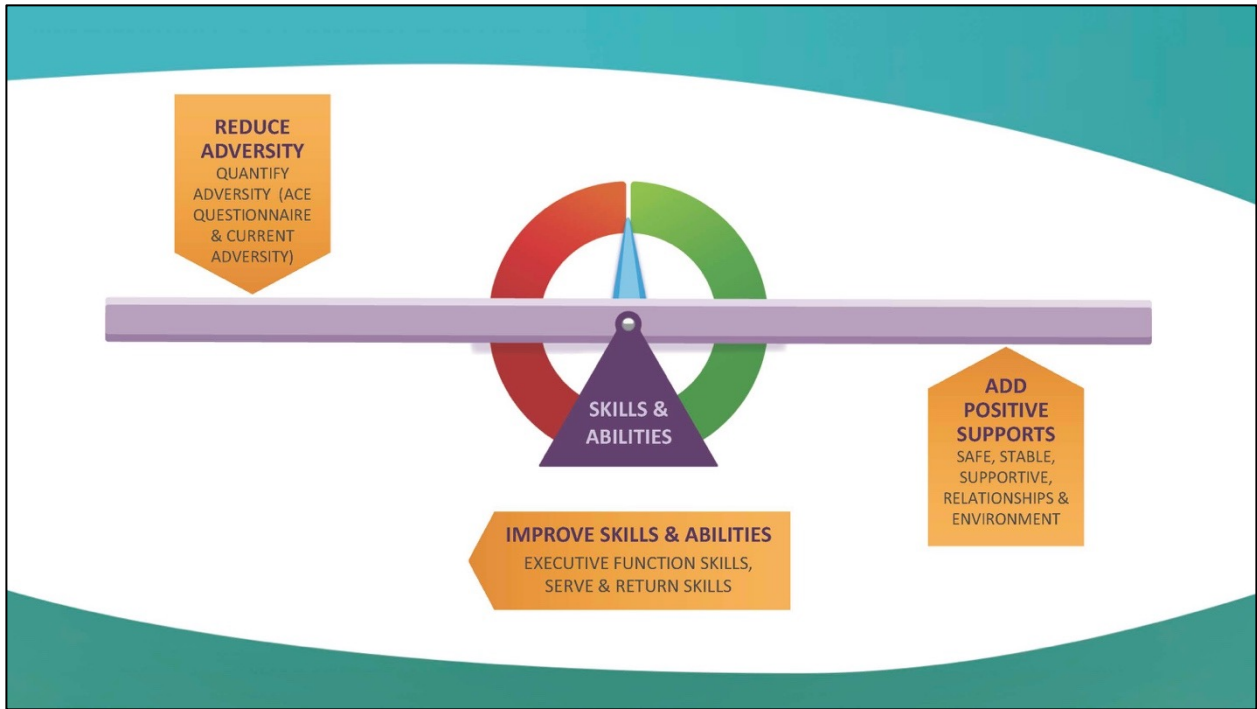 REDUCE
ADVERSITY
QUANTIFY
ADVERSITY (ACE
QUESTIONNAIRE
& CURRENT
ADVERSITY)
SKILLS &
ABILITIES
ADD
POSITIVE
SUPPORTS
SAFE, STABLE,
SUPPORTIVE,
RELATIONSHIPS &
ENVIRONMENT
IMPROVE SKILLS & ABILITIES
EXECUTIVE FUNCTION SKILLS,
SERVE & RETURN SKILLS